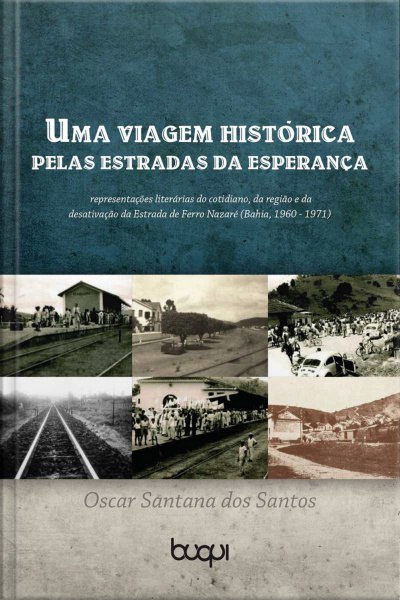 UMA VIAGEM HISTÓRICA
PELAS ESTRADAS DA ESPERANÇA
representações literárias do cotidiano, da região e da
desativação da Estrada de Ferro Nazaré (Bahia, 1960 - 1971)
Oscar Santana dos Santos
buqui